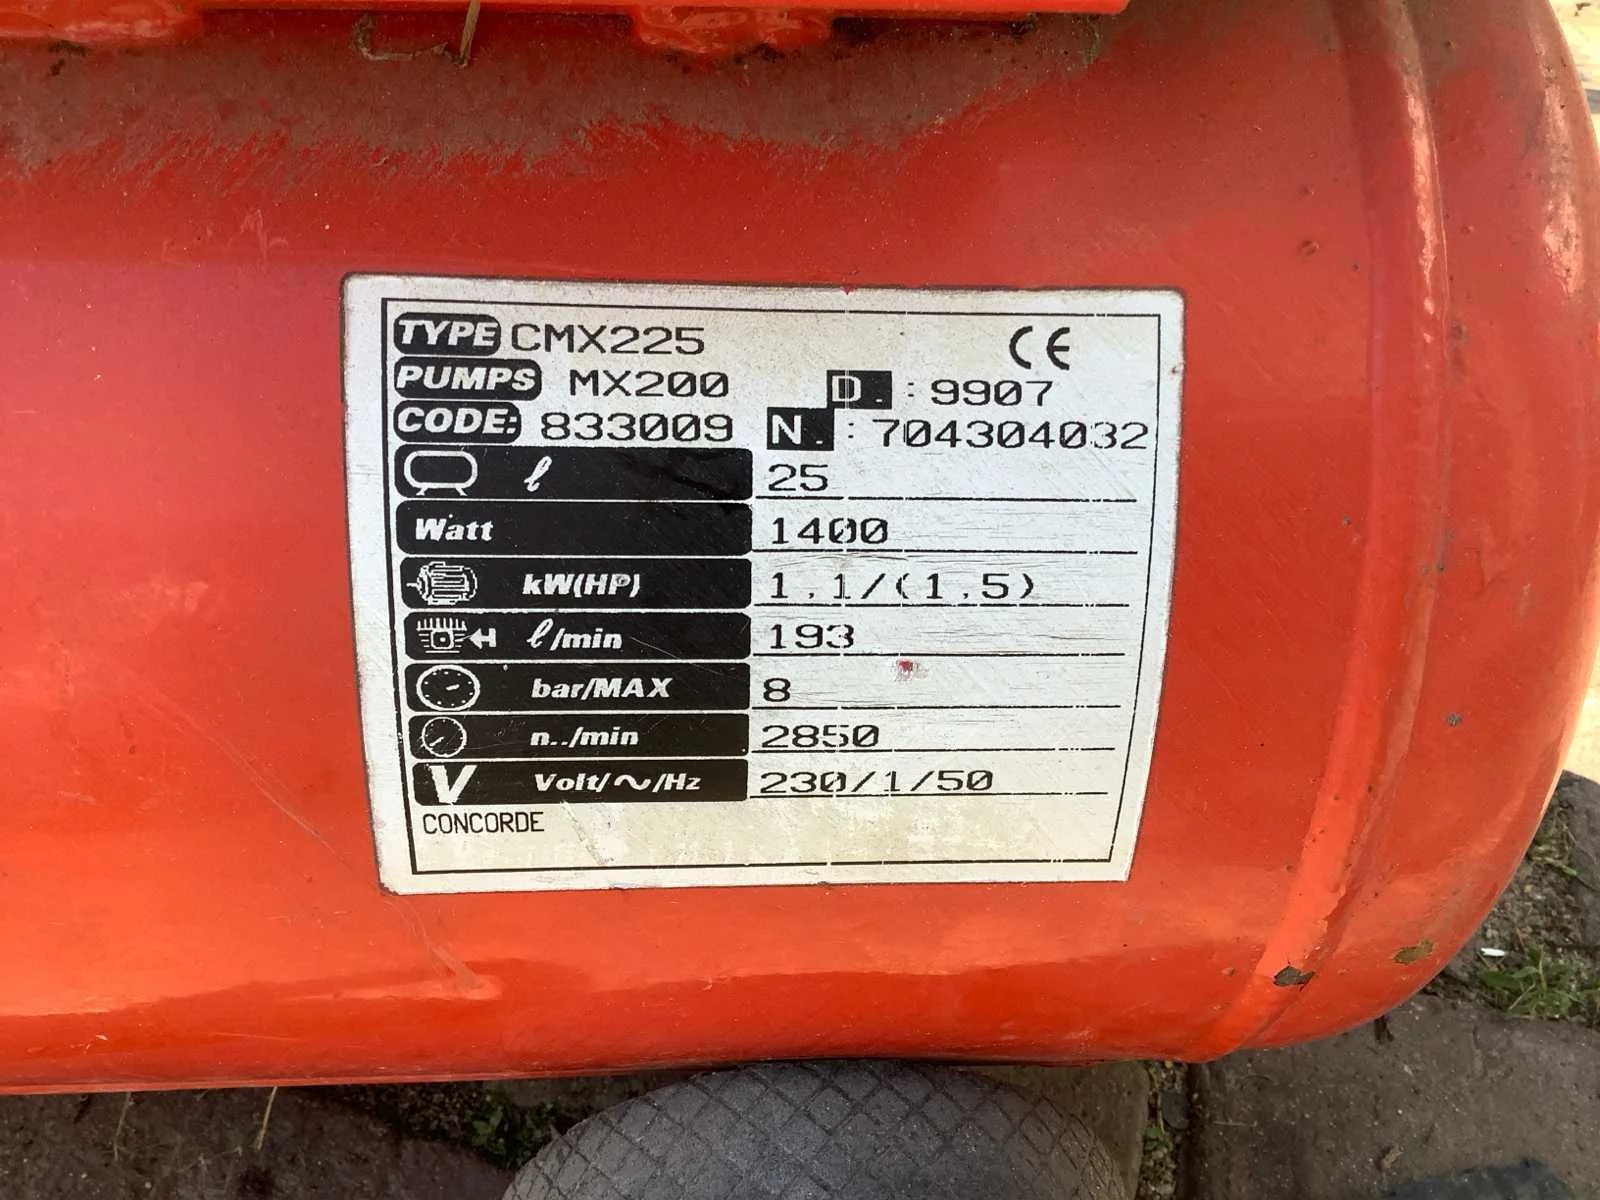 TYPE CMX225 CE
PUMPS MX200 D. : 9907
CODE: 833009 N. : 704304032
ℓ 25
Watt 1400
kW(HP) 1.1/(1.5)
ℓ/min 193
bar/MAX 8
n../min 2850
V Volt/~/Hz 230/1/50
CONCORDE